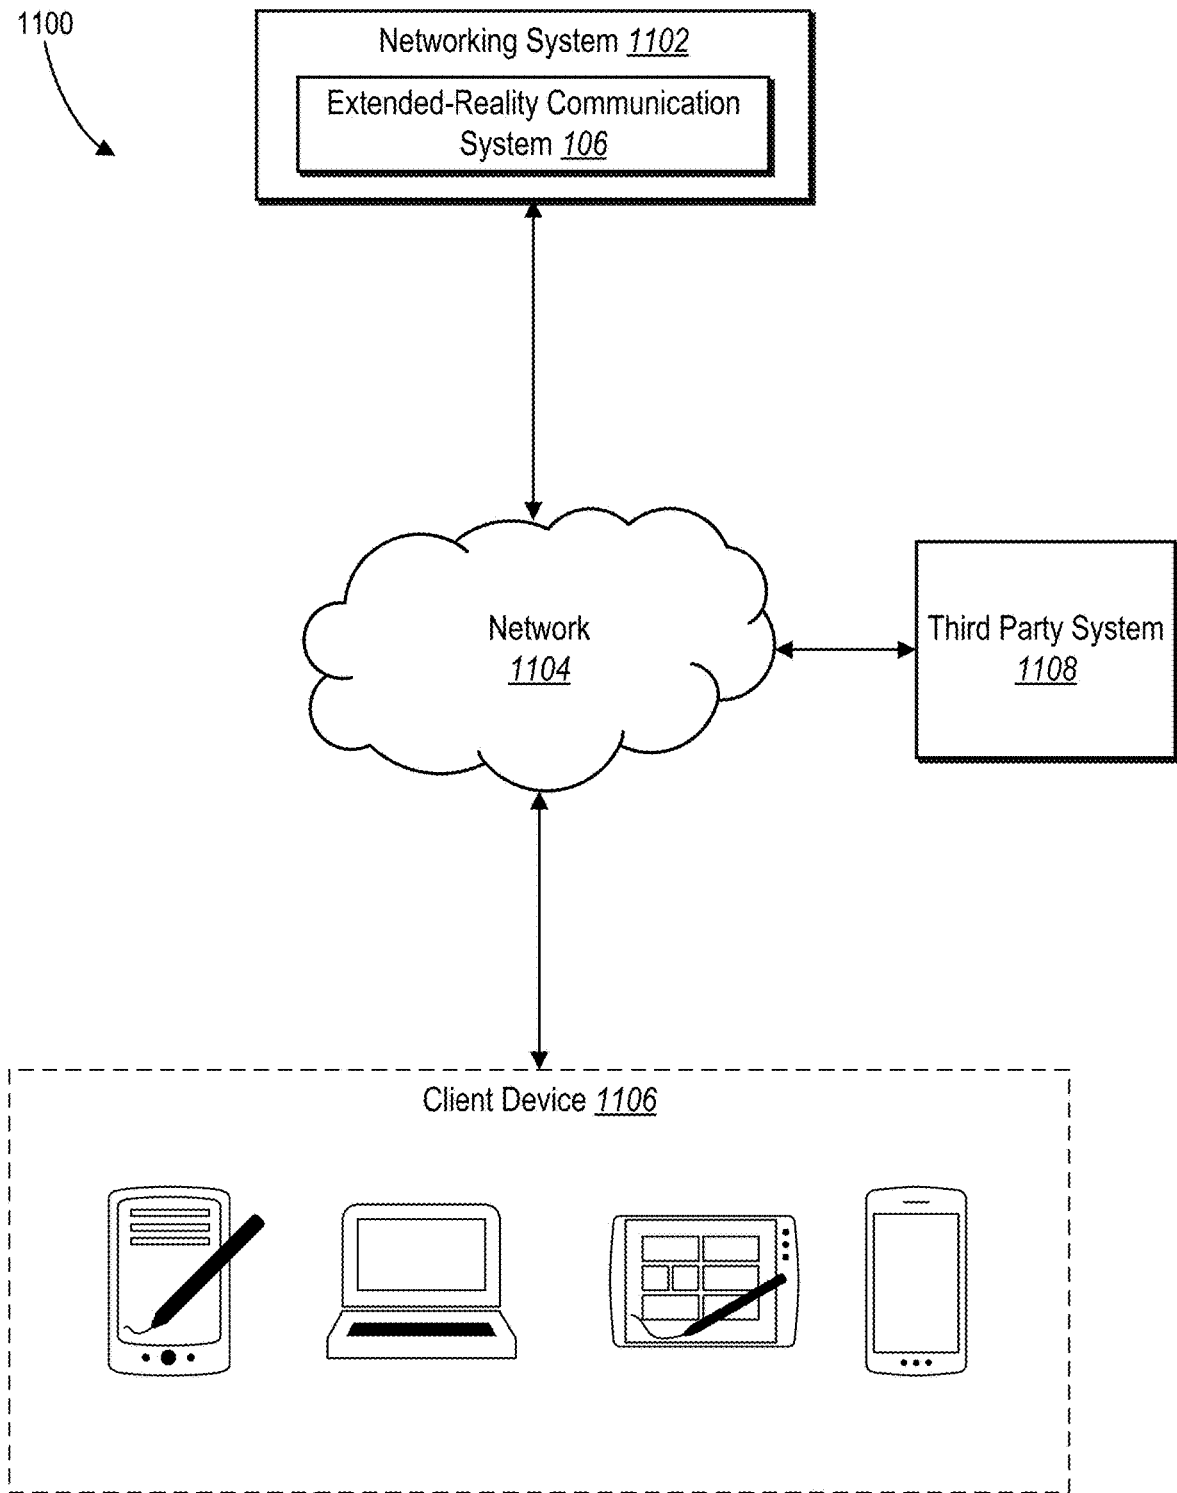 1100
Networking System 1102
Extended-Reality Communication
System 106
Network
1104
Third Party System
1108
Client Device 1106